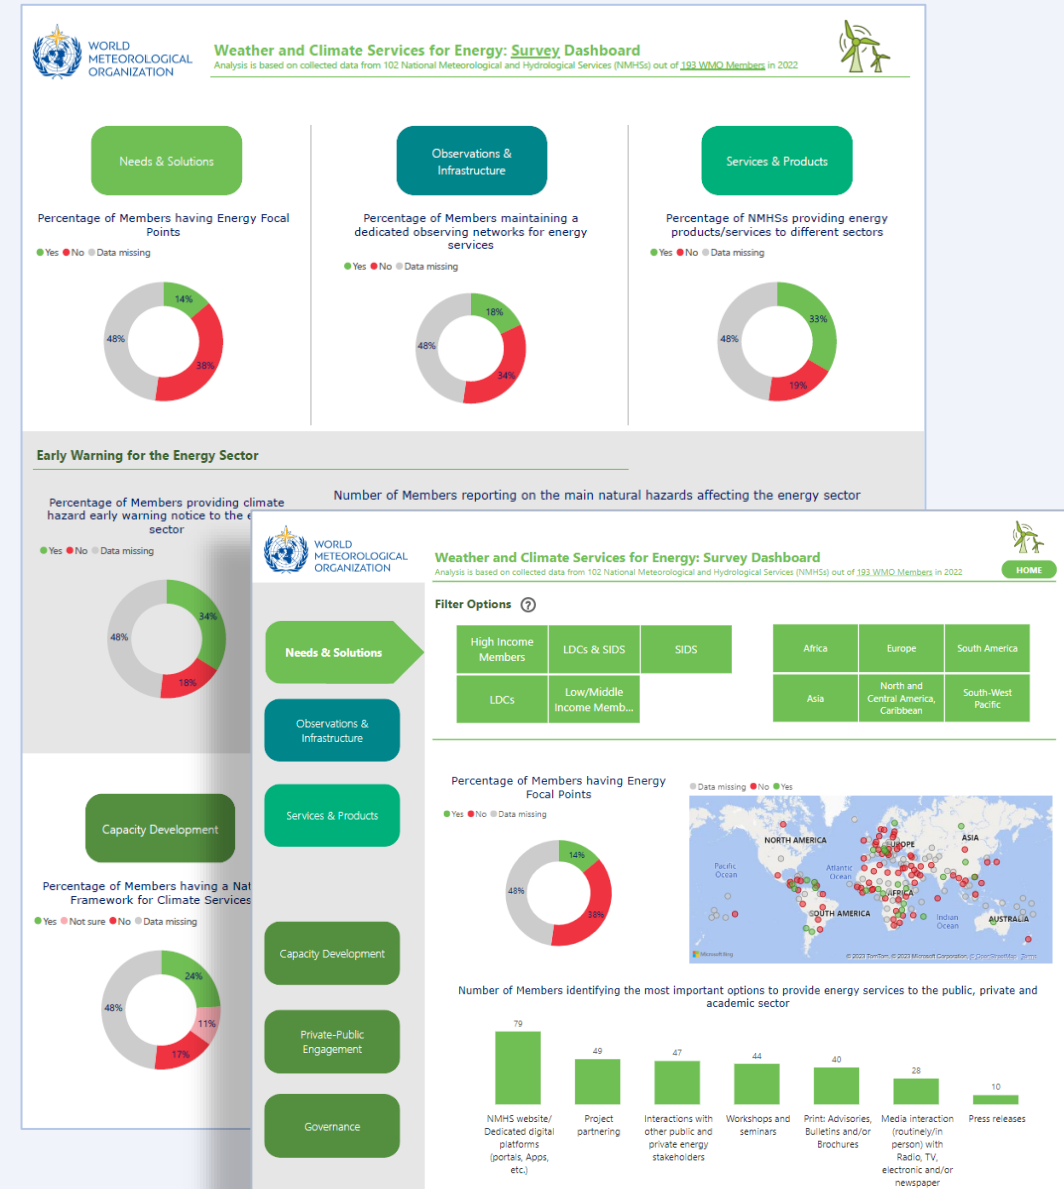 WORLD
METEOROLOGICAL
ORGANIZATION
Weather and Climate Services for Energy: Survey Dashboard
Analysis is based on collected data from 102 National Meteorological and Hydrological Services (NMHSs) out of 193 WMO Members in 2022
Needs & Solutions
Percentage of Members having Energy Focal
Points
Yes No Data missing
14%
48%
38%
Observations &
Infrastructure
Percentage of Members maintaining a
dedicated observing networks for energy
services
Yes No Data missing
18%
48%
34%
Services & Products
Percentage of NMHSs providing energy
products/services to different sectors
Yes No Data missing
33%
48%
19%
Early Warning for the Energy Sector
Percentage of Members providing climate
hazard early warning notice to the e
sector
Yes No Data missing
34%
48%
18%
Number of Members reporting on the main natural hazards affecting the energy sector
Capacity Development
Percentage of Members having a Nat
Framework for Climate Services
Yes Not sure No Data missing
24%
48%
11%
17%
WORLD
METEOROLOGICAL
ORGANIZATION
Weather and Climate Services for Energy: Survey Dashboard
Analysis is based on collected data from 102 National Meteorological and Hydrological Services (NMHSs) out of 193 WMO Members in 2022
HOME
Needs & Solutions
Observations &
Infrastructure
Services & Products
Capacity Development
Private-Public
Engagement
Governance
Filter Options ?
High Income
Members
LDCs & SIDS
SIDS
LDCs
Low/Middle
Income Memb...
Africa
Europe
South America
Asia
North and
Central America,
Caribbean
South-West
Pacific
Percentage of Members having Energy
Focal Points
Yes No Data missing
14%
48%
38%
Data missing No Yes
NORTH AMERICA
EUROPE
ASIA
Pacific
Ocean
Atlantic
Ocean
AFRICA
SOUTH AMERICA
Indian
Ocean
AUSTRALIA
Microsoft Bing
© 2023 TomTom, © 2023 Microsoft Corporation, © OpenStreetMap Terms
Number of Members identifying the most important options to provide energy services to the public, private and
academic sector
79
49
47
44
40
28
10
NMHS website/
Dedicated digital
platforms
(portals, Apps,
etc.)
Project
partnering
Interactions with
other public and
private energy
stakeholders
Workshops and
seminars
Print: Advisories,
Bulletins and/or
Brochures
Media interaction
(routinely/in
person) with
Radio, TV,
electronic and/or
newspaper
Press releases